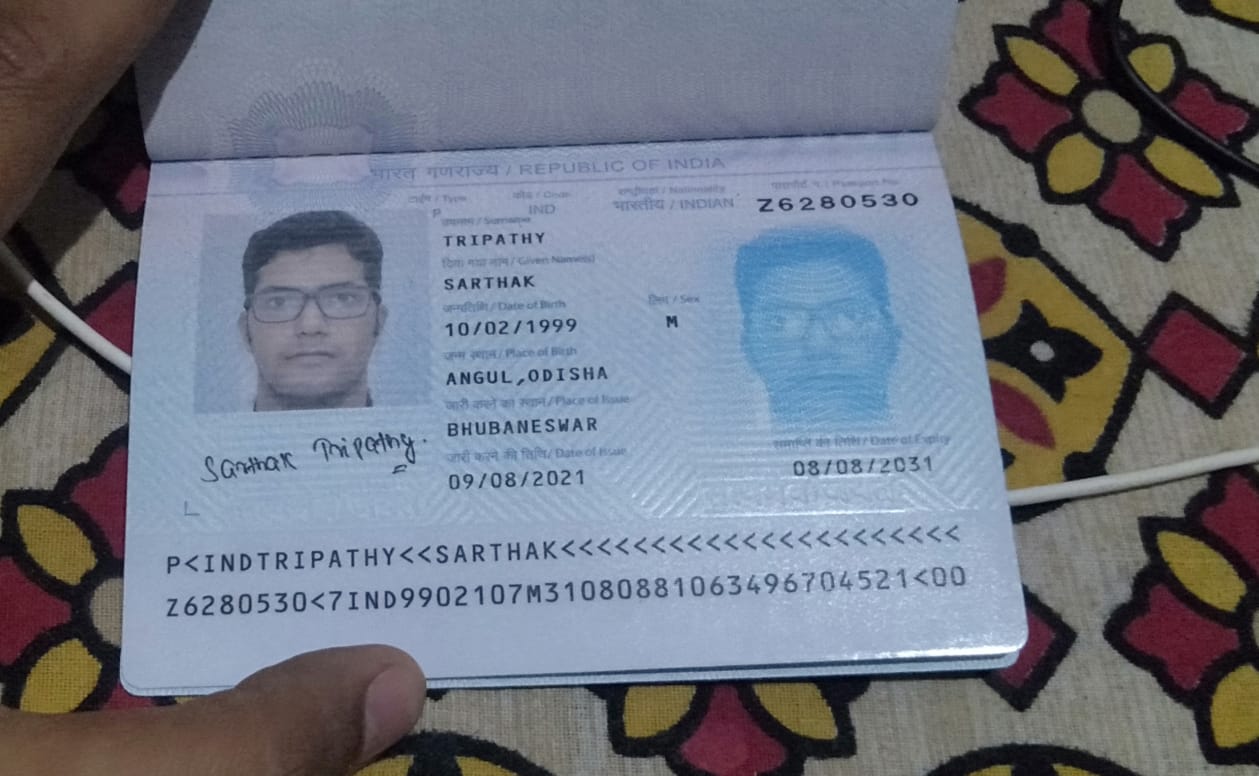 भारत गणराज्य / REPUBLIC OF INDIA
टाईप / Type
कोड / Code
राष्ट्रीयता / Nationality
पासपोर्ट न. / Passport No.
P
IND
भारतीय / INDIAN
Z6280530
उपनाम / Surname
TRIPATHY
दिया गया नाम / Given Name(s)
SARTHAK
जन्मतिथि / Date of Birth
लिंग / Sex
10/02/1999
M
जन्म स्थान / Place of Birth
ANGUL,ODISHA
जारी करने का स्थान / Place of Issue
BHUBANESWAR
Sarthak Tripathy.
जारी करने की तिथि / Date of Issue
समाप्ति की तिथि / Date of Expiry
09/08/2021
08/08/2031
P<INDTRIPATHY<<SARTHAK<<<<<<<<<<<<<<<<<<<<<<
Z6280530<7IND9902107M31080881063496704521<00